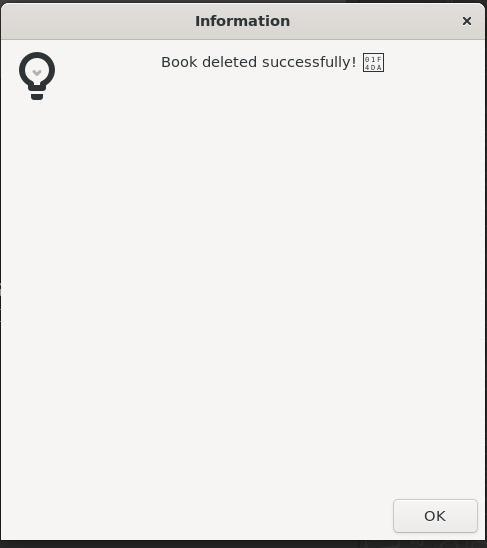 Information
Book deleted successfully! 📚
OK